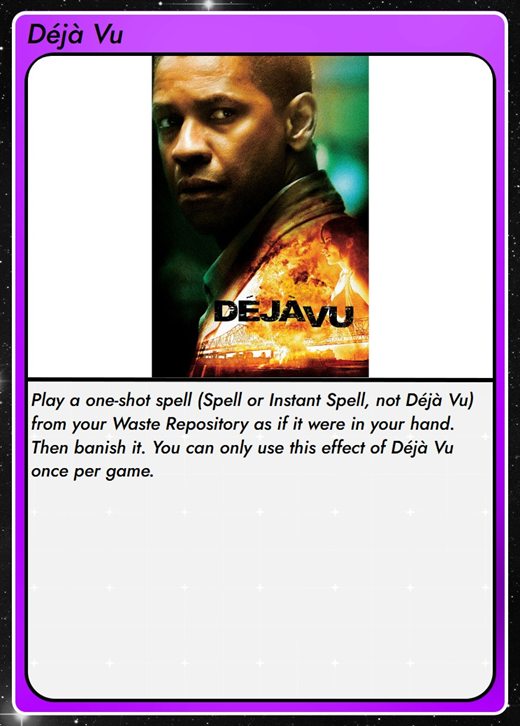 Déjà Vu
DÉJÀ VU
Play a one-shot spell (Spell or Instant Spell, not Déjà Vu)
from your Waste Repository as if it were in your hand.
Then banish it. You can only use this effect of Déjà Vu
once per game.